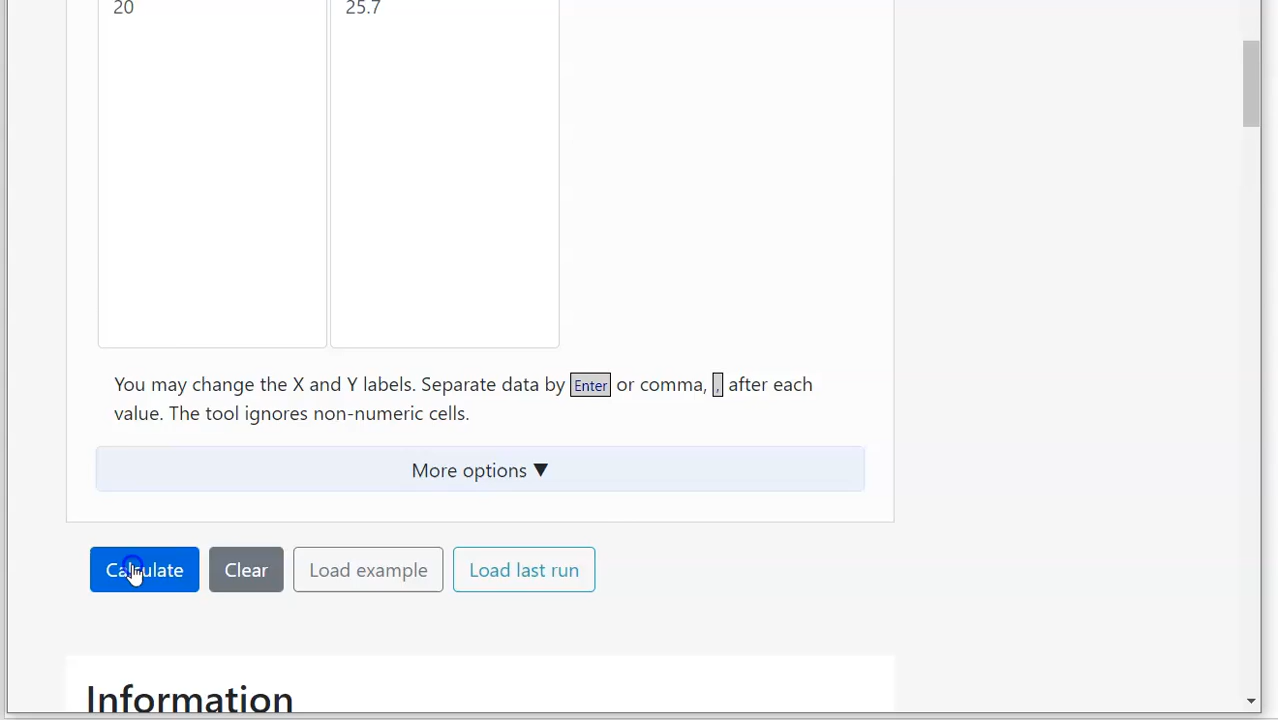 20 25.7
You may change the X and Y labels. Separate data by Enter or comma, , after each
value. The tool ignores non-numeric cells.
More options ▼
Calculate Clear Load example Load last run
Information